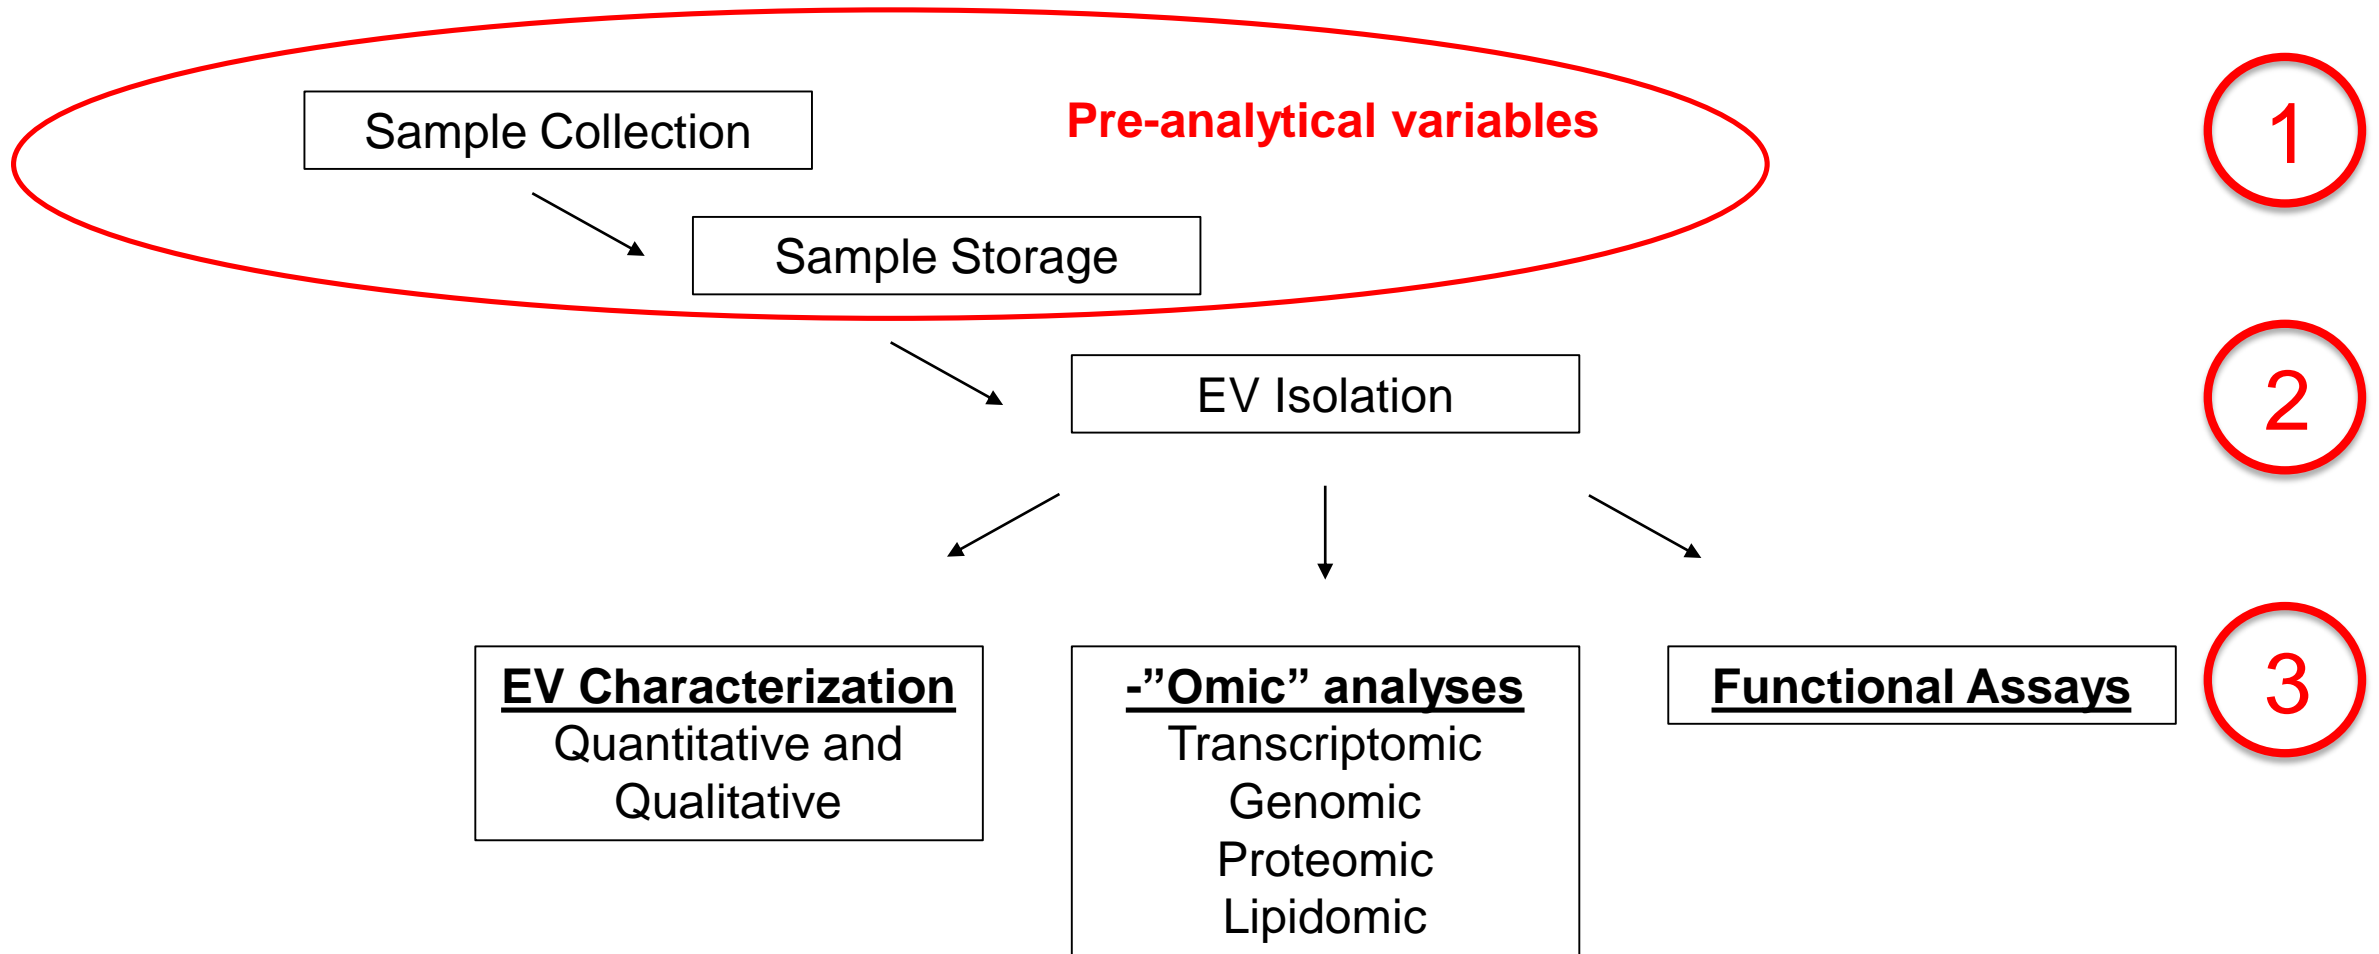 Sample Collection
Pre-analytical variables
1
Sample Storage
EV Isolation
2
EV Characterization
Quantitative and
Qualitative
-”Omic” analyses
Transcriptomic
Genomic
Proteomic
Lipidomic
Functional Assays
3